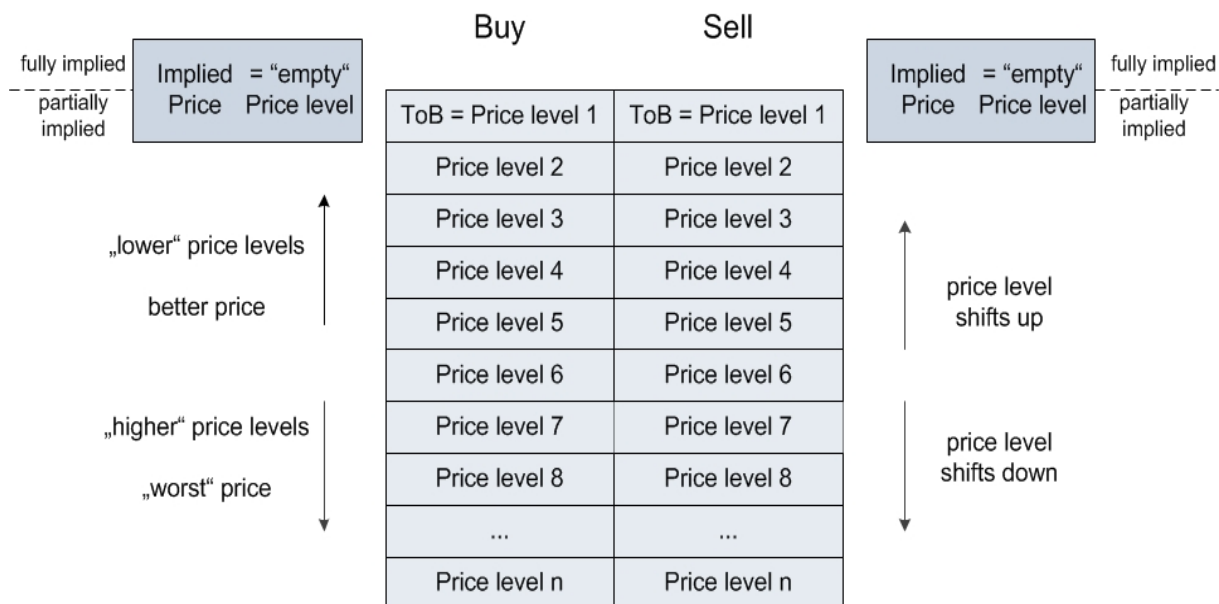 Buy
Sell
fully implied
partially
implied
Implied = “empty“
Price Price level
Implied = “empty“
Price Price level
fully implied
partially
implied
ToB = Price level 1
ToB = Price level 1
Price level 2
Price level 2
Price level 3
Price level 3
Price level 4
Price level 4
Price level 5
Price level 5
Price level 6
Price level 6
Price level 7
Price level 7
Price level 8
Price level 8
...
...
Price level n
Price level n
„lower“ price levels
better price
„higher“ price levels
„worst“ price
price level
shifts up
price level
shifts down